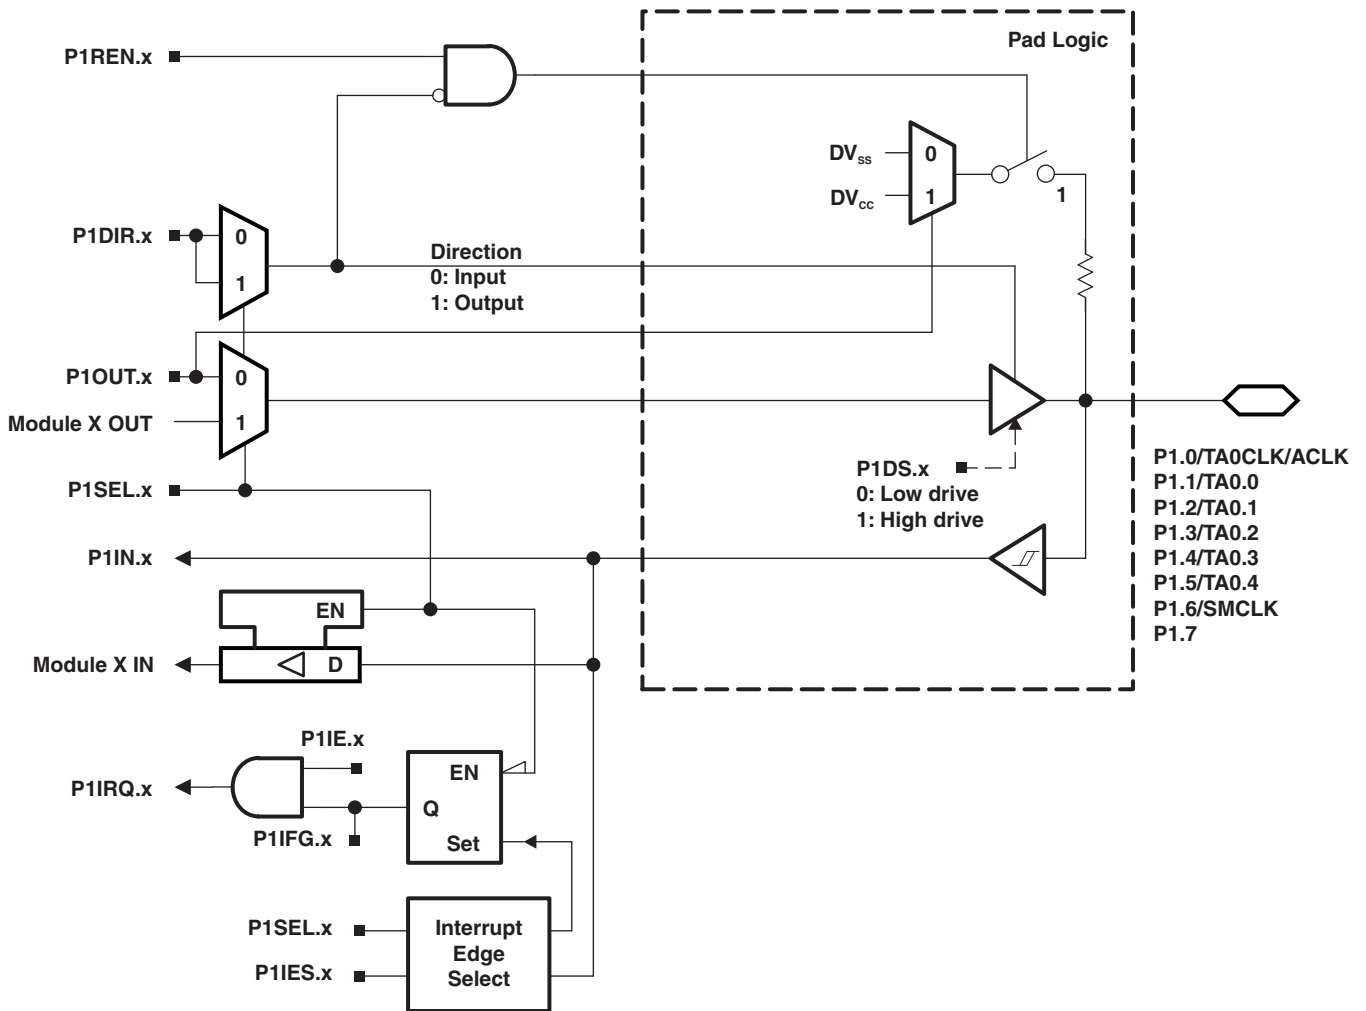 Pad Logic
P1REN.x
DVSS
0
DVCC
1
1
P1DIR.x
0
1
Direction
0: Input
1: Output
P1OUT.x
0
Module X OUT
1
P1SEL.x
P1DS.x
0: Low drive
1: High drive
P1.0/TA0CLK/ACLK
P1.1/TA0.0
P1.2/TA0.1
P1.3/TA0.2
P1.4/TA0.3
P1.5/TA0.4
P1.6/SMCLK
P1.7
P1IN.x
EN
Module X IN
D
P1IE.x
P1IRQ.x
EN
Q
P1IFG.x
Set
P1SEL.x
P1IES.x
Interrupt
Edge
Select